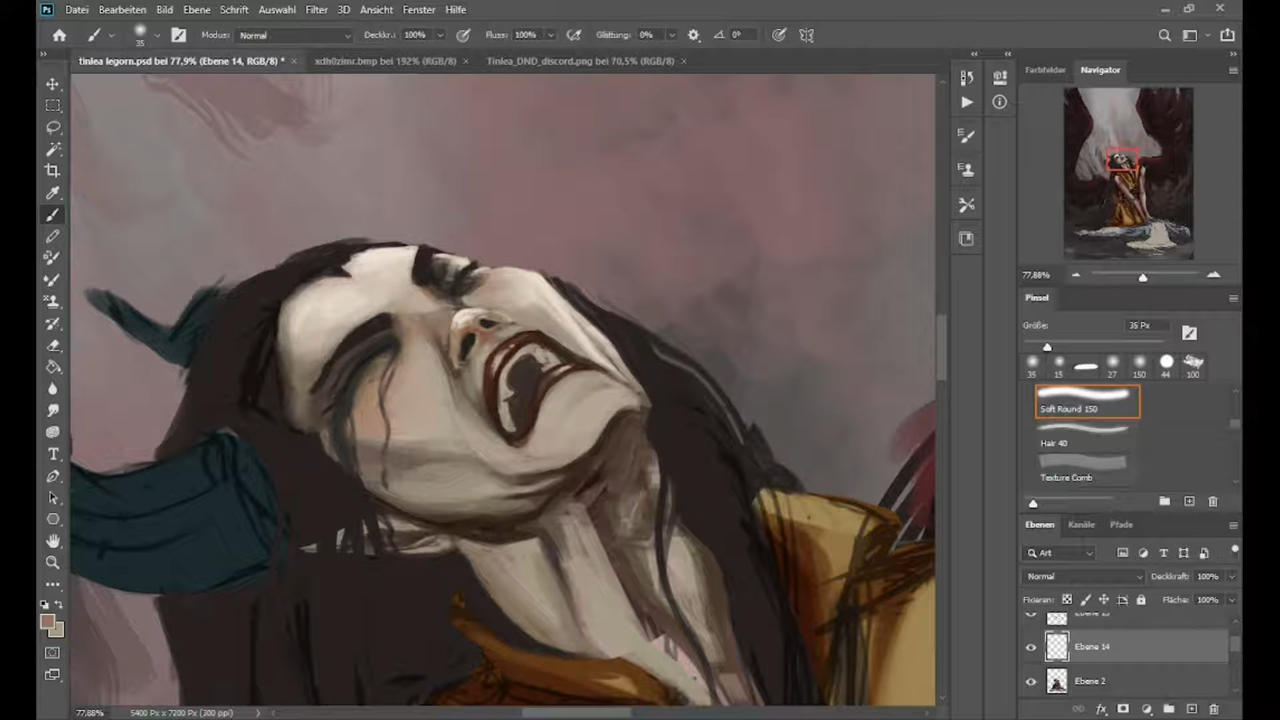 Ps Datei Bearbeiten Bild Ebene Schrift Auswahl Filter 3D Ansicht Fenster Hilfe
35 Modus: Normal Deckkr.: 100% Fluss: 100% Glättung: 0% 0°
tinlea legorn.psd bei 77,9% (Ebene 14, RGB/8) * xdh0zimr.bmp bei 192% (RGB/8) Tinlea_DND_discord.png bei 70,5% (RGB/8)
Farbfelder Navigator
77,88%
Pinsel
Größe: 35 Px
35 15 27 150 44 100
Soft Round 150
Hair 40
Texture Comb
Ebenen Kanäle Pfade
Art
Normal Deckkraft: 100%
Fixieren: Fläche: 100%
Ebene 14
Ebene 2
77,88% 5400 Px x 7200 Px (300 ppi)